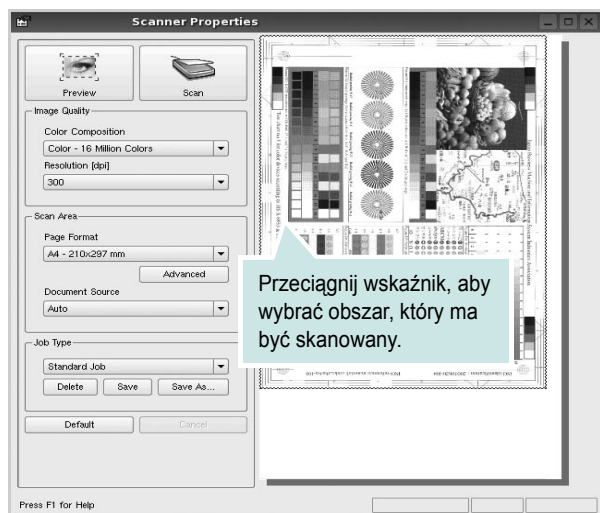 Scanner Properties
Preview
Scan
Image Quality
Color Composition
Color - 16 Million Colors
Resolution [dpi]
300
Scan Area
Page Format
A4 - 210x297 mm
Advanced
Document Source
Auto
Job Type
Standard Job
Delete
Save
Save As...
Default
Cancel
Przeciągnij wskaźnik, aby
wybrać obszar, który ma
być skanowany.
Press F1 for Help